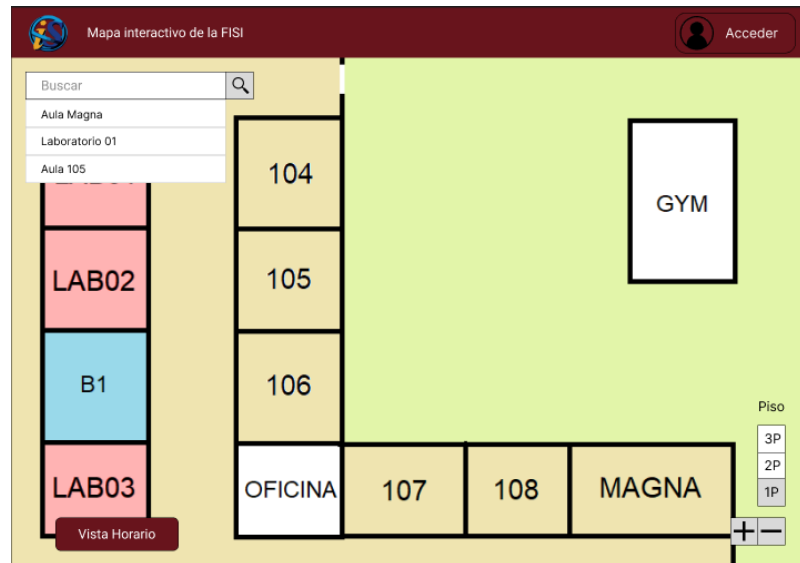 Mapa interactivo de la FISI
Acceder
Buscar
Aula Magna
Laboratorio 01
Aula 105
104
GYM
LAB02
105
B1
106
Piso
3P
2P
1P
LAB03
OFICINA
107
108
MAGNA
Vista Horario